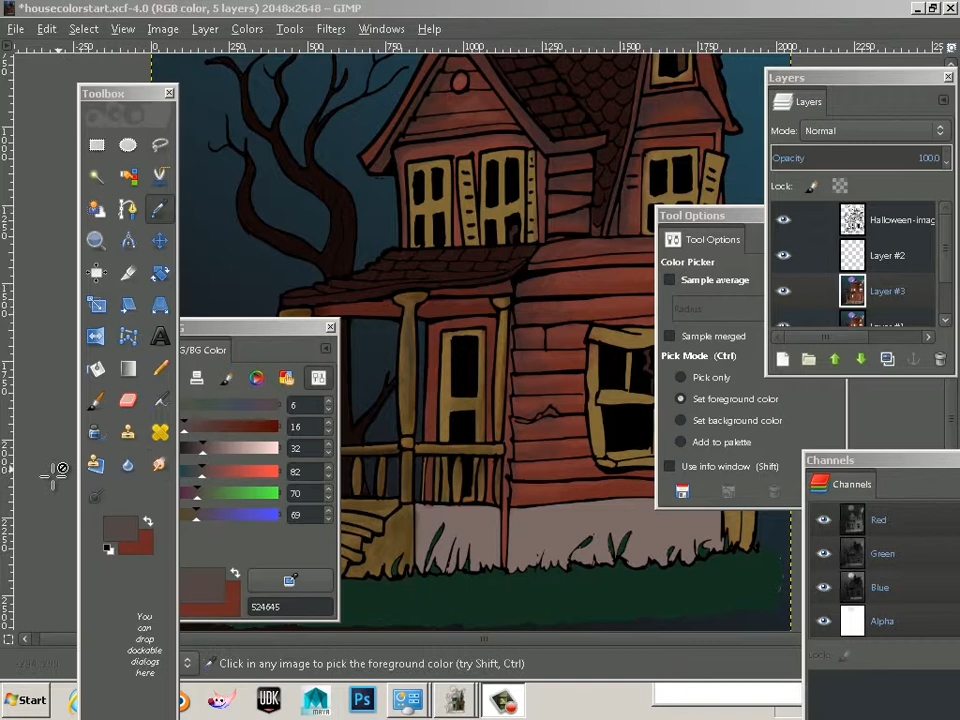 *housecolorstart.xcf-4.0 (RGB color, 5 layers) 2048x2648 – GIMP
File Edit Select View Image Layer Colors Tools Filters Windows Help
-250 0 250 500 750 1000 1250 1500 1750 2000
Toolbox
Layers
Layers
Mode: Normal
Opacity 100.0
Lock:
Halloween-imag
Layer #2
Layer #3
Tool Options
Tool Options
Color Picker
Sample average
Radius
Sample merged
Pick Mode (Ctrl)
Pick only
Set foreground color
Set background color
Add to palette
Use info window (Shift)
G/BG Color
6
16
32
82
70
69
524645
Channels
Channels
Red
Green
Blue
Alpha
Lock:
You
can
drop
dockable
dialogs
here
Click in any image to pick the foreground color (try Shift, Ctrl)
Start
UDK
MAYA
Ps